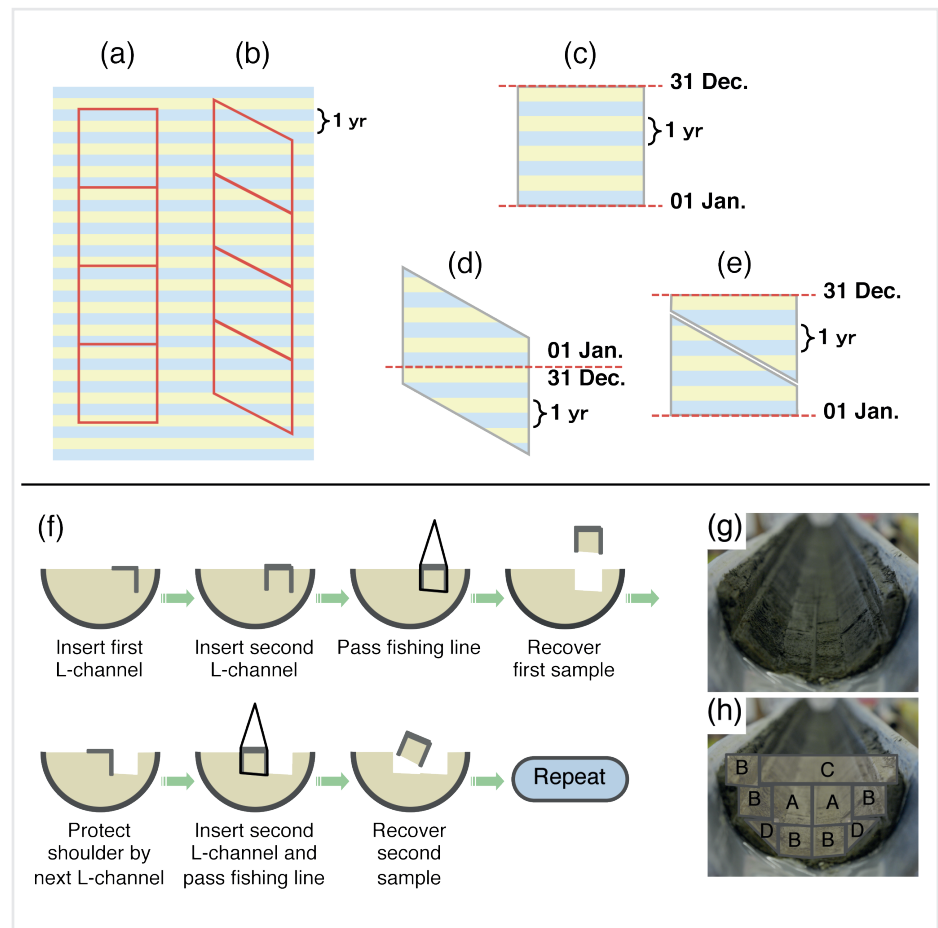 (a)
(b)
1 yr
(c)
31 Dec.
1 yr
01 Jan.
(d)
01 Jan.
31 Dec.
1 yr
(e)
31 Dec.
1 yr
01 Jan.
(f)
Insert first
L-channel
Insert second
L-channel
Pass fishing line
Recover
first sample
Protect
shoulder by
next L-channel
Insert second
L-channel and
pass fishing line
Recover
second
sample
Repeat
(g)
(h)
B C
B A A B
D B B D